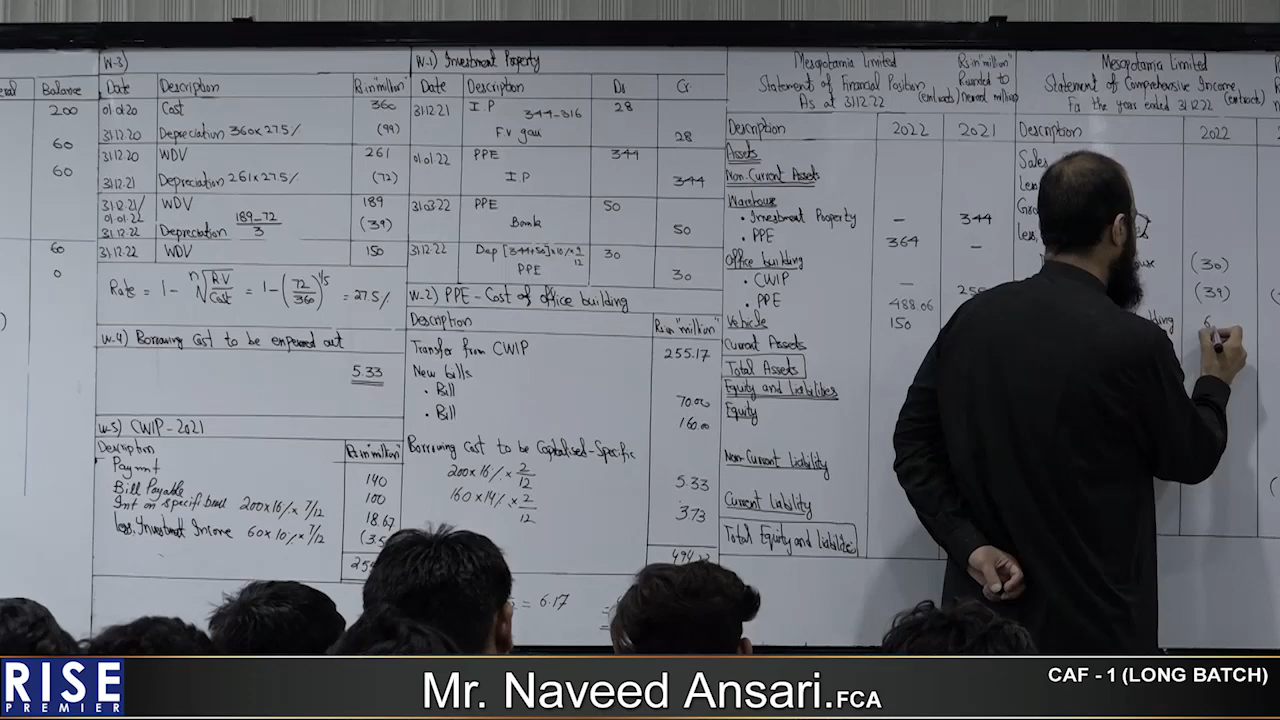 Balance
200
60
60
60
0
W-3)
Date Description Rs in "million"
01.01.20 Cost 360
31.12.20 Depreciation 360x27.5% (99)
31.12.20 WDV 261
31.12.21 Depreciation 261x27.5% (72)
31.12.21/ 01.01.22 WDV 189
31.12.22 Depreciation 189-72 / 3 (39)
31.12.22 WDV 150
Rate = 1 - n√R.V/Cost = 1-(72/360)^1/5 = 27.5%
W-4) Borrowing Cost to be expensed out
5.33
W-5) CWIP-2021
Description Rs in "million"
Paymnt 140
Bill Payable 100
Int on specific 200x16%x7/12 18.67
Less: Investment Income 60x10%x7/12 (3.5
W-1) Investment Property
Date Description Dr Cr
31.12.21 I.P 344-316 28
F.V gain 28
01.01.22 PPE 344
I.P 344
31.03.22 PPE 50
Bank 50
31.12.22 Dep 30
PPE 30
W-2) PPE-Cost of office building
Description Rs in "million"
Transfer from CWIP 255.17
New bills
• Bill 70.00
• Bill 160.00
Borrowing Cost to be Capitalised-Specific
200x16%x2/12 5.33
160x14%x2/12 3.73
= 6.17
Mesopotamia Limited
Statement of Financial Position (extracts)
As at 31.12.22
Rs in "million" Rounded to nearest million
Description 2022 2021
Assets
Non-Current Assets
Warehouse
• Investment Property – 344
• PPE 364 –
Office building
• CWIP – 255
• PPE 488.06
Vehicle 150
Current Assets
Total Assets
Equity and Liabilities
Equity
Non-Current Liability
Current Liability
Total Equity and Liabilities
Mesopotamia Limited
Statement of Comprehensive Income (extracts)
For the year ended 31.12.22
Description 2022
Sales
(30)
(39)
RISE
PREMIER
Mr. Naveed Ansari.FCA
CAF - 1 (LONG BATCH)